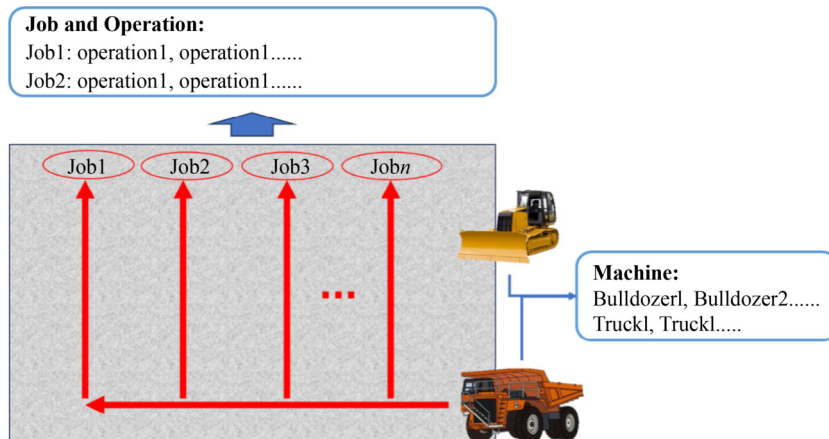 Job and Operation:
Job1: operation1, operation1......
Job2: operation1, operation1......
Job1 Job2 Job3 Jobn
...
Machine:
Bulldozerl, Bulldozer2......
Truckl, Truckl.....